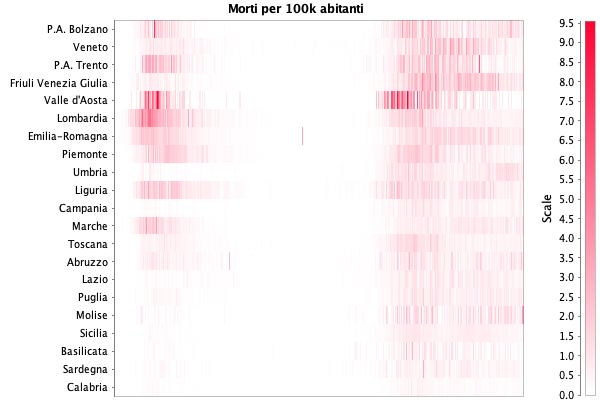 Morti per 100k abitanti
P.A. Bolzano
Veneto
P.A. Trento
Friuli Venezia Giulia
Valle d'Aosta
Lombardia
Emilia-Romagna
Piemonte
Umbria
Liguria
Campania
Marche
Toscana
Abruzzo
Lazio
Puglia
Molise
Sicilia
Basilicata
Sardegna
Calabria
Scale
9.5
9.0
8.5
8.0
7.5
7.0
6.5
6.0
5.5
5.0
4.5
4.0
3.5
3.0
2.5
2.0
1.5
1.0
0.5
0.0